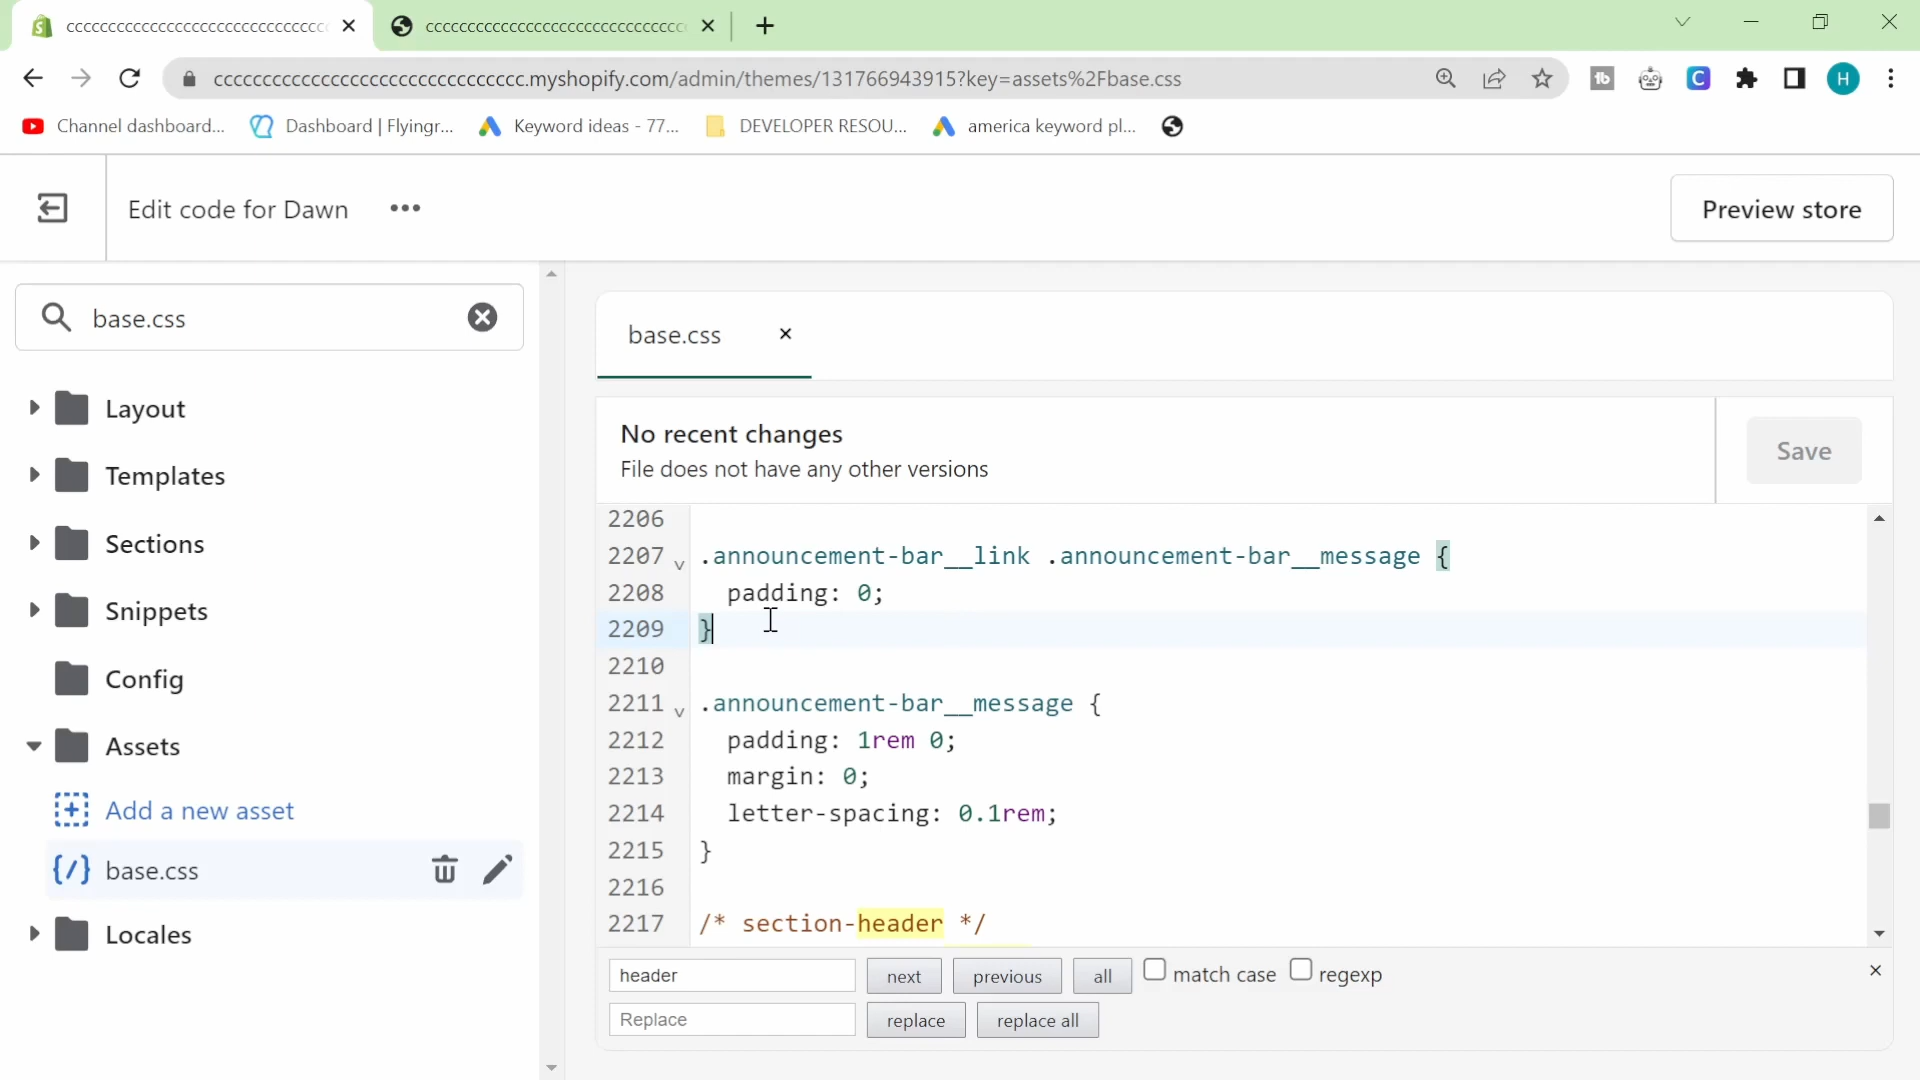 cccccccccccccccccccccccccccccccc
cccccccccccccccccccccccccccccccc
cccccccccccccccccccccccccccccccc.myshopify.com/admin/themes/131766943915?key=assets%2Fbase.css
tb
C
H
Channel dashboard...
Dashboard | Flyingr...
Keyword ideas - 77...
DEVELOPER RESOU...
america keyword pl...
Edit code for Dawn
Preview store
base.css
Layout
Templates
Sections
Snippets
Config
Assets
Add a new asset
{/} base.css
Locales
base.css
No recent changes
File does not have any other versions
Save
2206
2207 .announcement-bar__link .announcement-bar__message {
2208 padding: 0;
2209 }
2210
2211 .announcement-bar__message {
2212 padding: 1rem 0;
2213 margin: 0;
2214 letter-spacing: 0.1rem;
2215 }
2216
2217 /* section-header */
header
next
previous
all
match case
regexp
Replace
replace
replace all